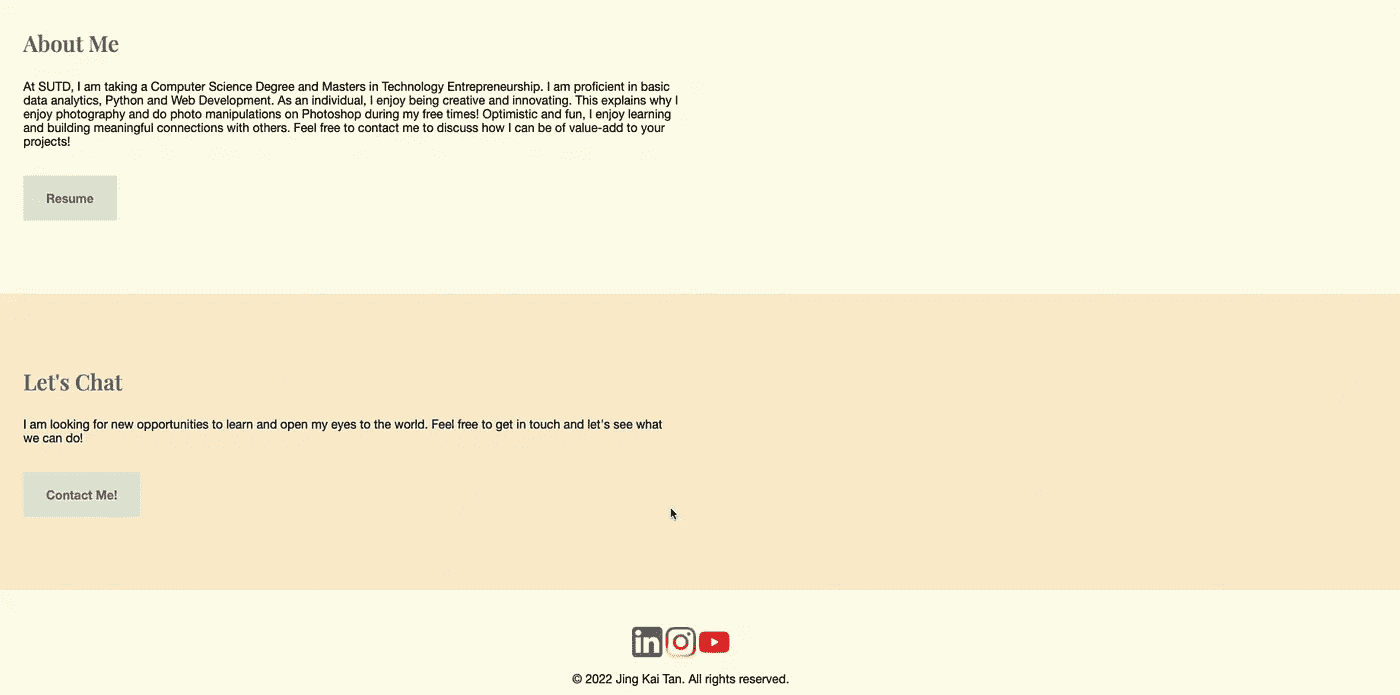 About Me
At SUTD, I am taking a Computer Science Degree and Masters in Technology Entrepreneurship. I am proficient in basic
data analytics, Python and Web Development. As an individual, I enjoy being creative and innovating. This explains why I
enjoy photography and do photo manipulations on Photoshop during my free times! Optimistic and fun, I enjoy learning
and building meaningful connections with others. Feel free to contact me to discuss how I can be of value-add to your
projects!
Resume
Let's Chat
I am looking for new opportunities to learn and open my eyes to the world. Feel free to get in touch and let's see what
we can do!
Contact Me!
in
© 2022 Jing Kai Tan. All rights reserved.